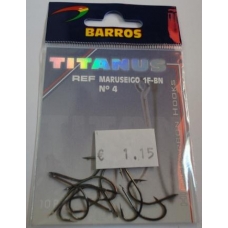 BARROS
TITANUS
REF MARUSEIGO 1F-BN
Nº 4
€ 1.15